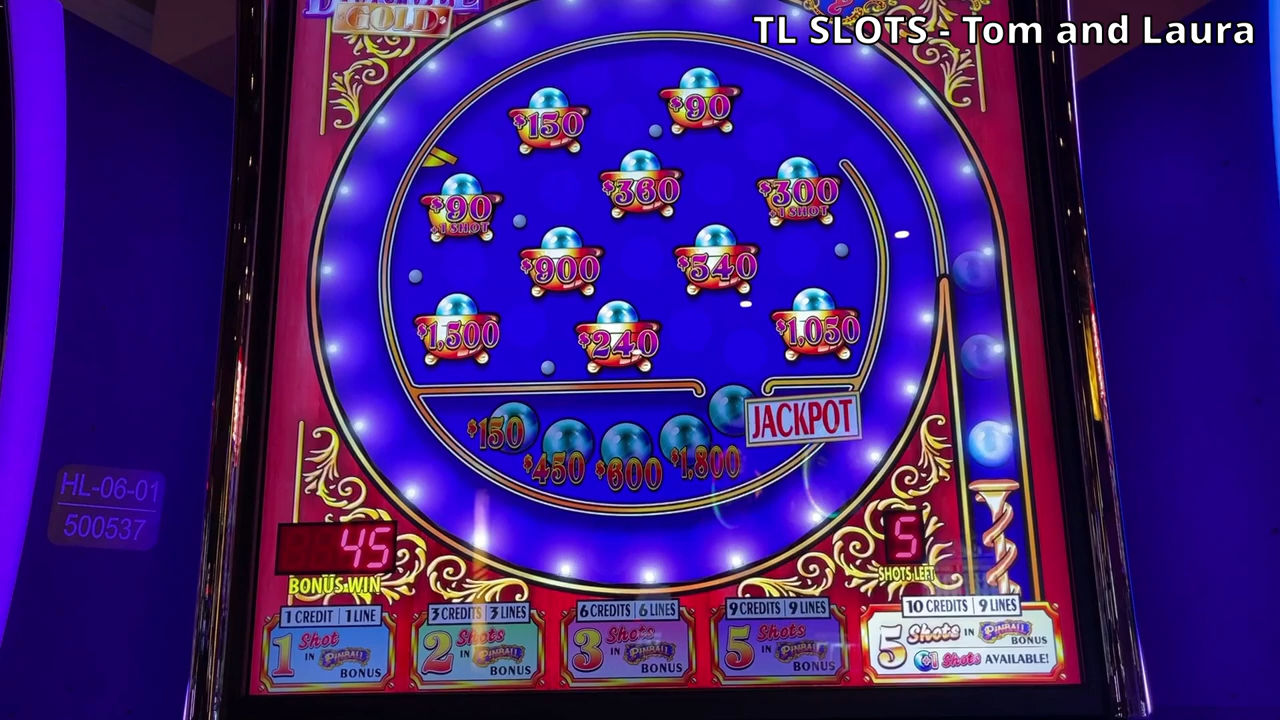 TL SLOTS - Tom and Laura
GOLD
$150
$90
$360
$300
+1 SHOT
$90
+1 SHOT
$900
$540
$1,500
$240
$1,050
JACKPOT
$150
$450
$600
$1,800
HL-06-01
500537
45
BONUS WIN
5
SHOTS LEFT
1 CREDIT 1 LINE
1 Shot
IN PINBALL
BONUS
3 CREDITS 3 LINES
2 Shots
IN PINBALL
BONUS
6 CREDITS 6 LINES
3 Shots
IN PINBALL
BONUS
9 CREDITS 9 LINES
5 Shots
IN PINBALL
BONUS
10 CREDITS 9 LINES
5 Shots IN PINBALL
BONUS
+1 Shots AVAILABLE!